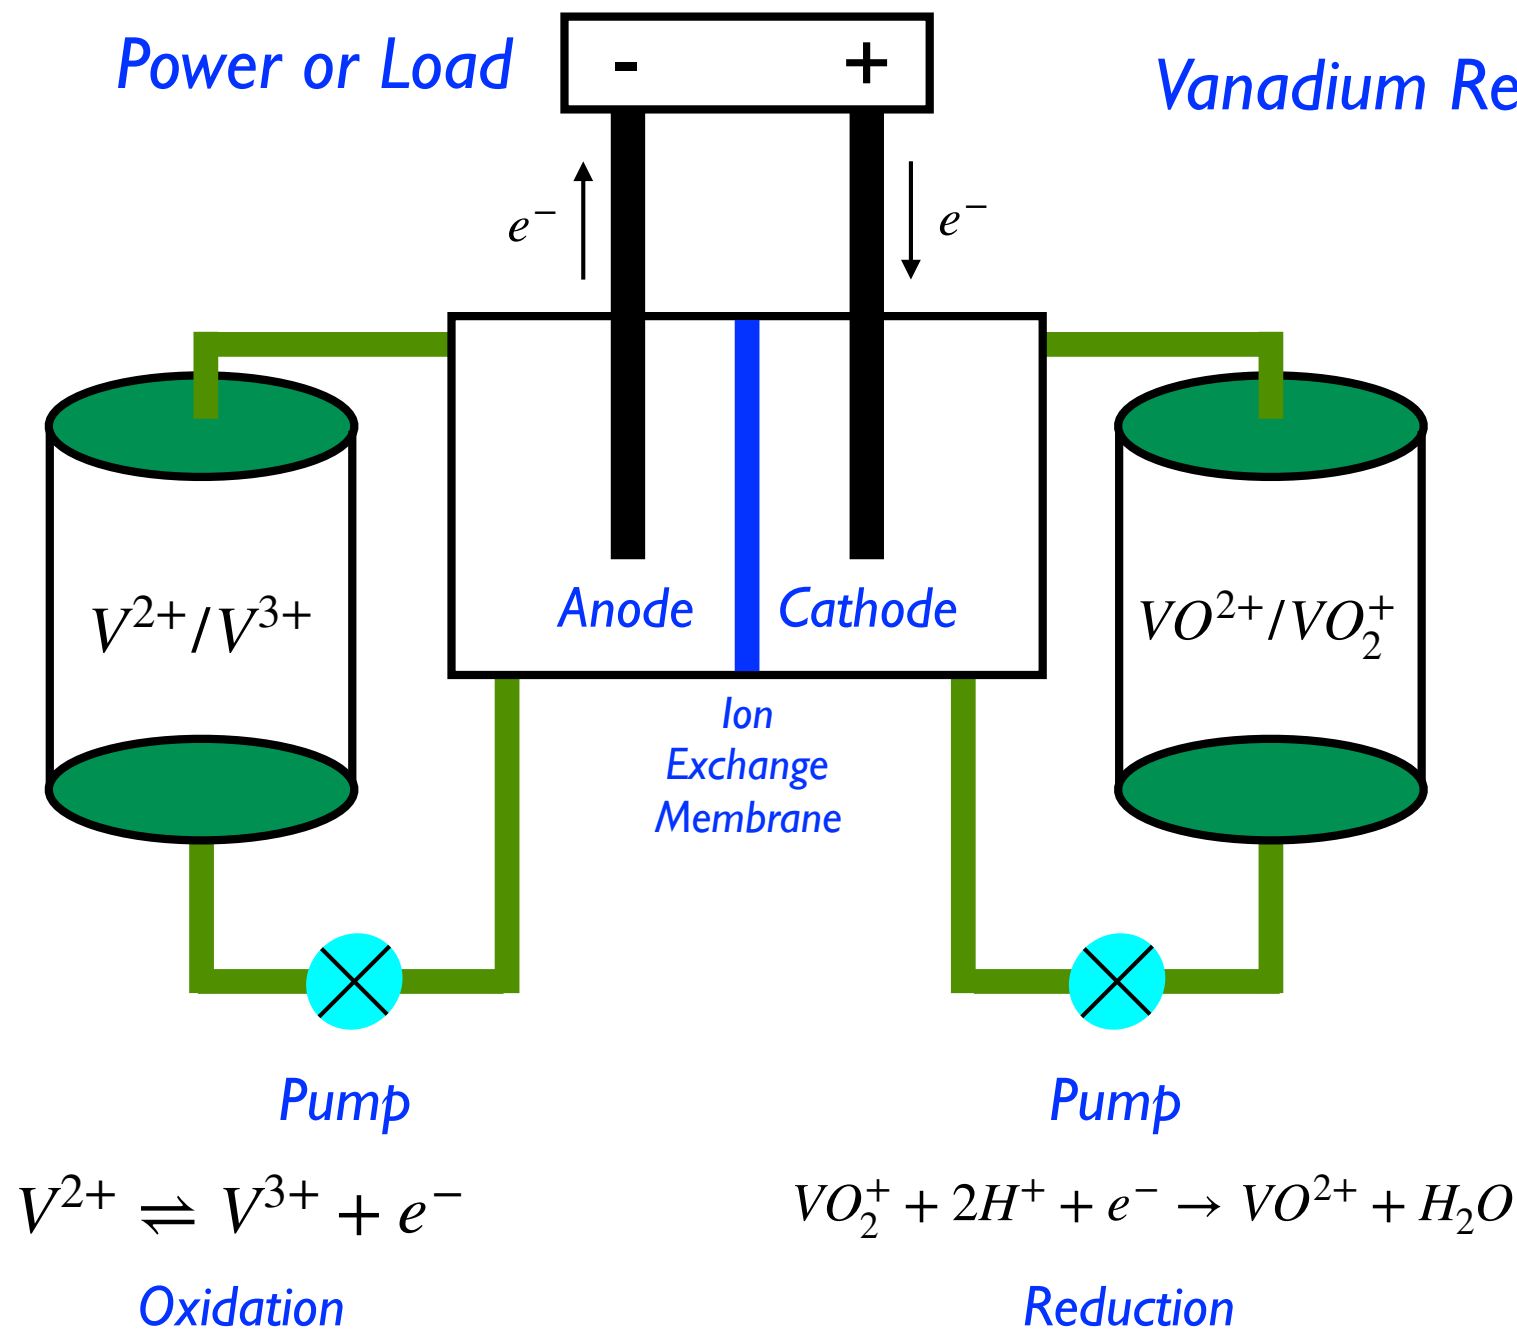 Power or Load
- +
Vanadium Re
e⁻ e⁻
V²⁺/V³⁺
Anode Cathode
VO²⁺/VO₂⁺
Ion
Exchange
Membrane
Pump Pump
V²⁺ ⇌ V³⁺ + e⁻
VO₂⁺ + 2H⁺ + e⁻ → VO²⁺ + H₂O
Oxidation Reduction